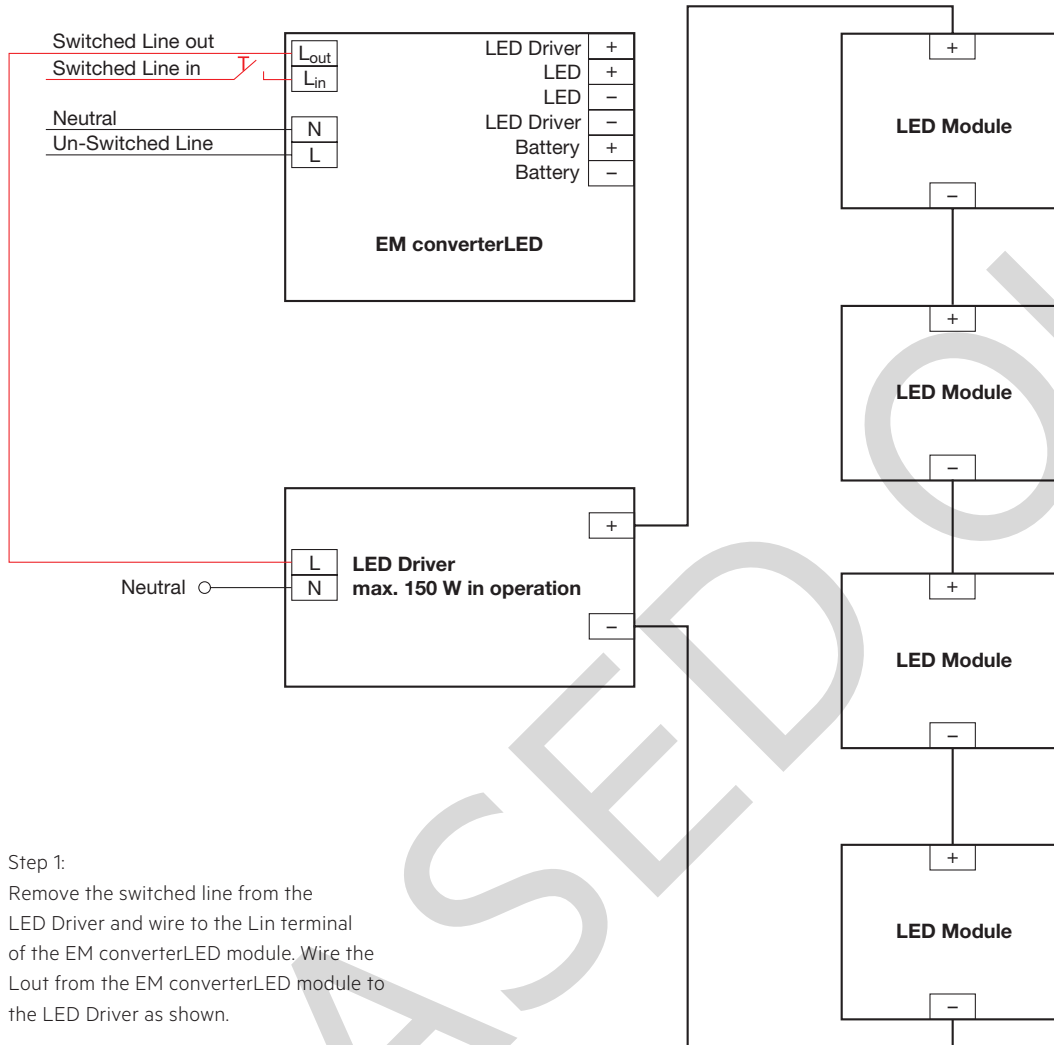 Switched Line out
Switched Line in
Neutral
Un-Switched Line
Lout
Lin
N
L
LED Driver +
LED +
LED –
LED Driver –
Battery +
Battery –
EM converterLED
+
LED Module
–
+
LED Module
–
+
–
L
N
LED Driver
max. 150 W in operation
Neutral
+
LED Module
–
+
LED Module
–
Step 1:
Remove the switched line from the
LED Driver and wire to the Lin terminal
of the EM converterLED module. Wire the
Lout from the EM converterLED module to
the LED Driver as shown.
ASED